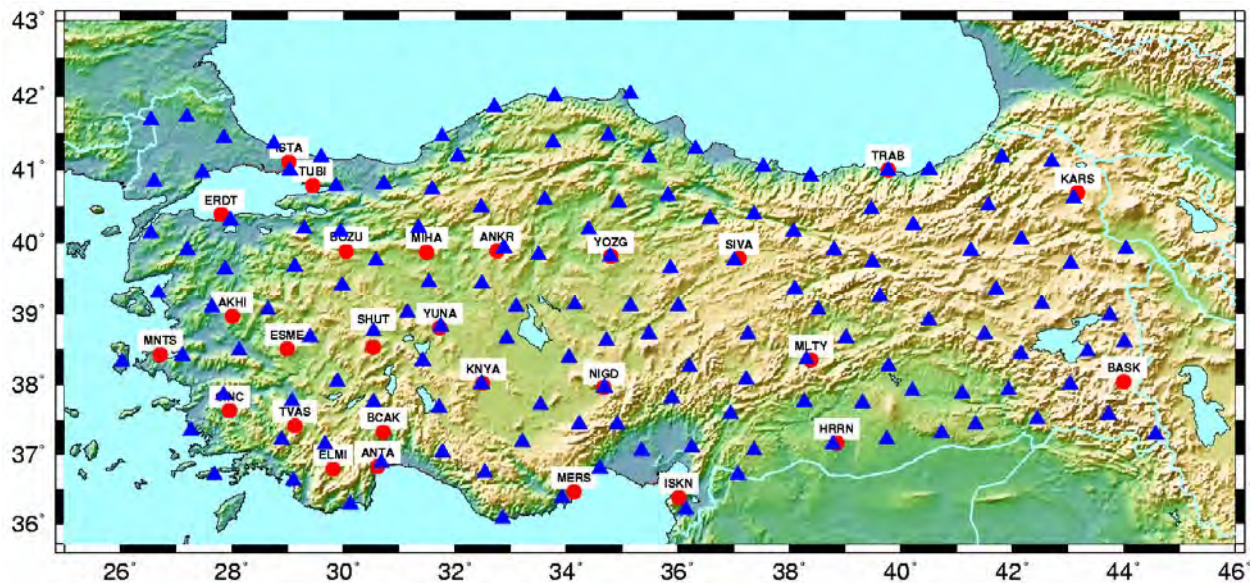 43°
42°
41°
40°
39°
38°
37°
36°
ISTA
TUBI
TRAB
KARS
ERDT
BOZU
MIHA
ANKR
YOZG
SIVA
AKHI
SHUT
YUNA
MNTS
ESME
KNYA
NIGD
MLTY
BASK
TVAS
BCAK
HRRN
ELMI
ANTA
MERS
ISKN
26°
28°
30°
32°
34°
36°
38°
40°
42°
44°
46°